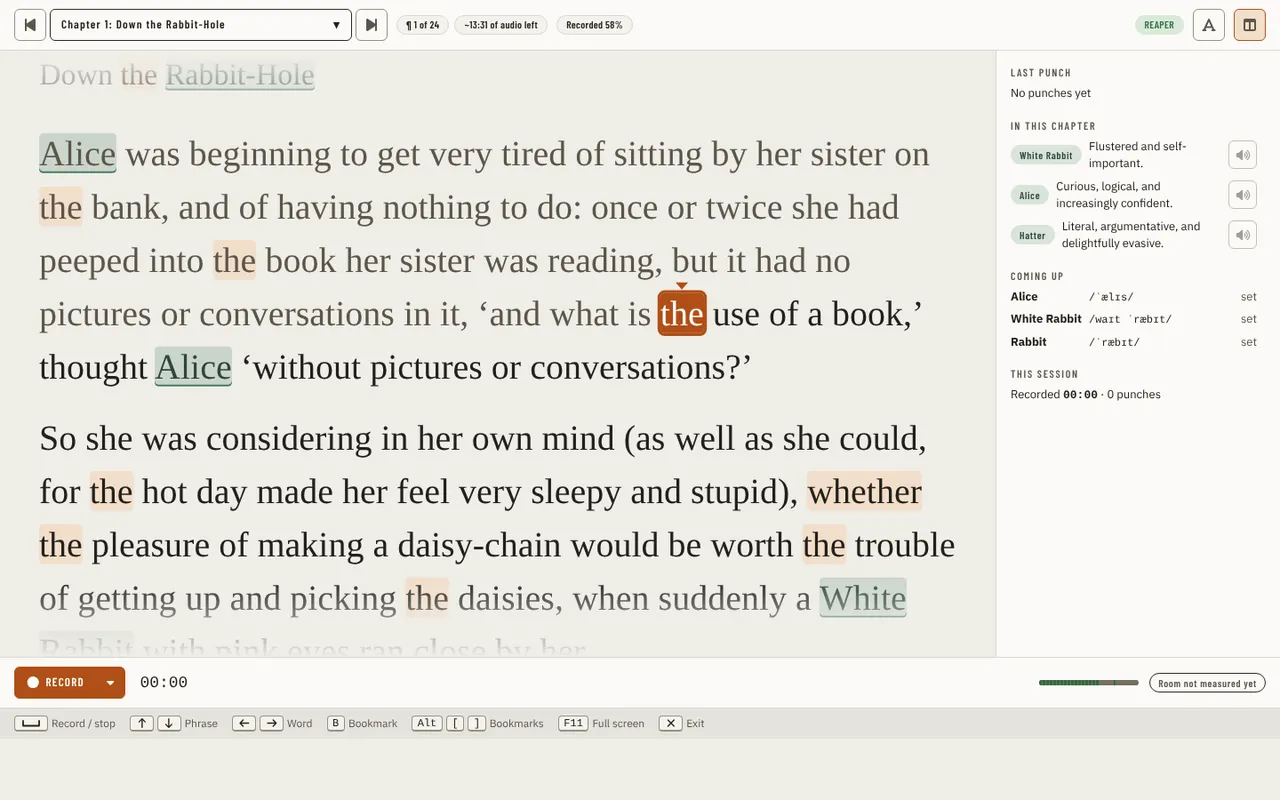 Chapter 1: Down the Rabbit-Hole
¶ 1 of 24
~13:31 of audio left
Recorded 58%
REAPER
A
Down the Rabbit-Hole
Alice was beginning to get very tired of sitting by her sister on
the bank, and of having nothing to do: once or twice she had
peeped into the book her sister was reading, but it had no
pictures or conversations in it, ‘and what is the use of a book,’
thought Alice ‘without pictures or conversations?’
So she was considering in her own mind (as well as she could,
for the hot day made her feel very sleepy and stupid), whether
the pleasure of making a daisy-chain would be worth the trouble
of getting up and picking the daisies, when suddenly a White
Rabbit with pink eyes ran close by her.
LAST PUNCH
No punches yet
IN THIS CHAPTER
White Rabbit Flustered and self-
important.
Alice Curious, logical, and
increasingly confident.
Hatter Literal, argumentative, and
delightfully evasive.
COMING UP
Alice /ˈælɪs/ set
White Rabbit /waɪt ˈræbɪt/ set
Rabbit /ˈræbɪt/ set
THIS SESSION
Recorded 00:00 · 0 punches
RECORD
00:00
Room not measured yet
Record / stop
↑ ↓ Phrase
← → Word
B Bookmark
Alt [ ] Bookmarks
F11 Full screen
✕ Exit